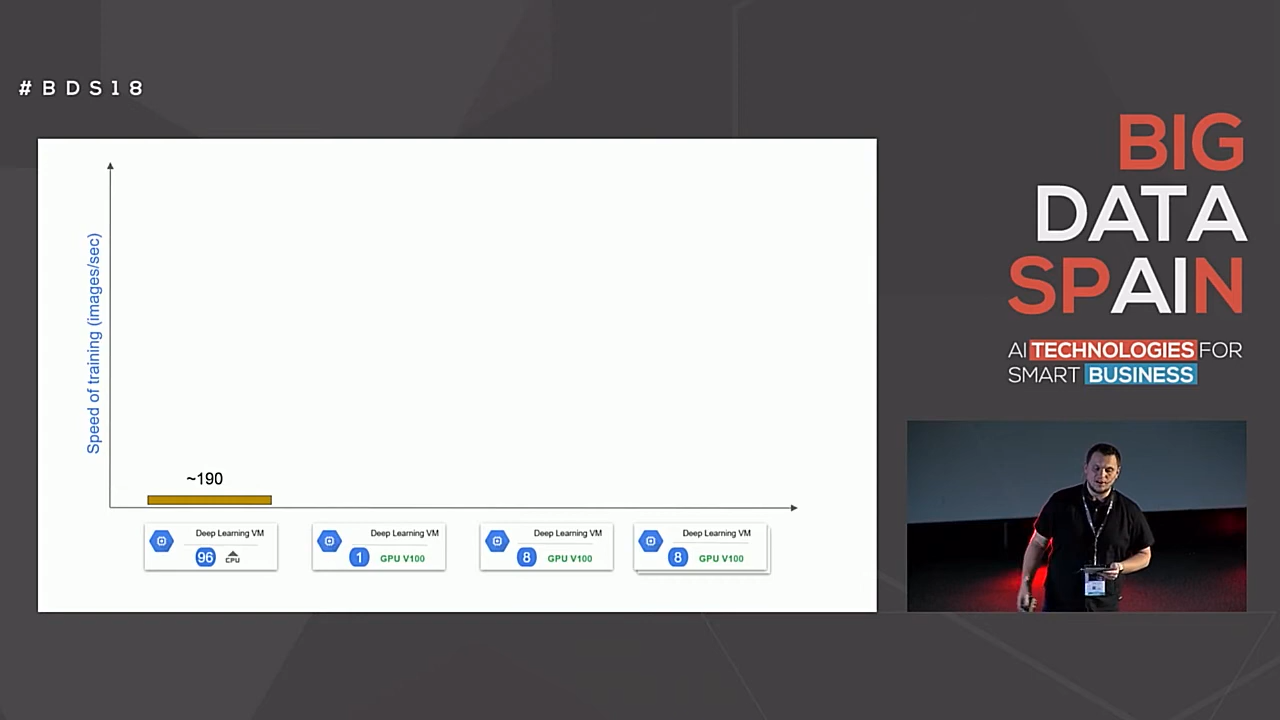 #BDS18
BIG
DATA
SPAIN
AI TECHNOLOGIES FOR
SMART BUSINESS
Speed of training (images/sec)
~190
Deep Learning VM
96 CPU
Deep Learning VM
1 GPU V100
Deep Learning VM
8 GPU V100
Deep Learning VM
8 GPU V100